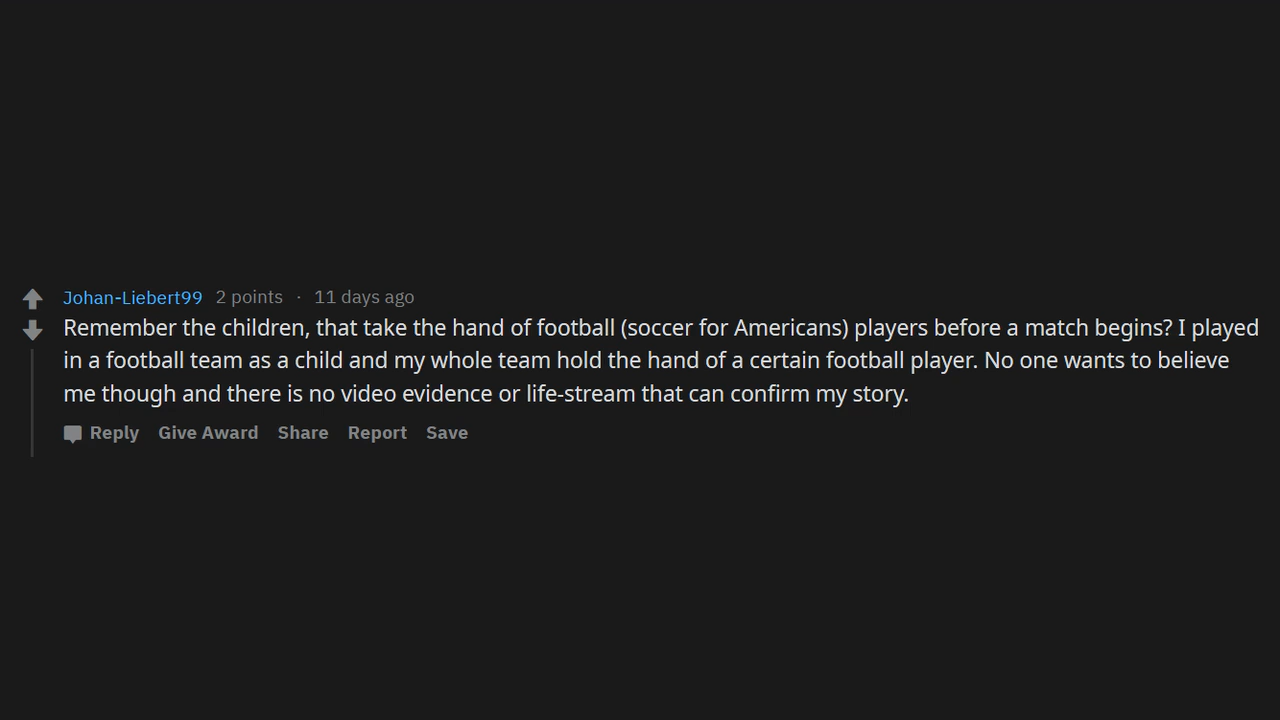 Johan-Liebert99 2 points · 11 days ago
Remember the children, that take the hand of football (soccer for Americans) players before a match begins? I played
in a football team as a child and my whole team hold the hand of a certain football player. No one wants to believe
me though and there is no video evidence or life-stream that can confirm my story.
Reply Give Award Share Report Save